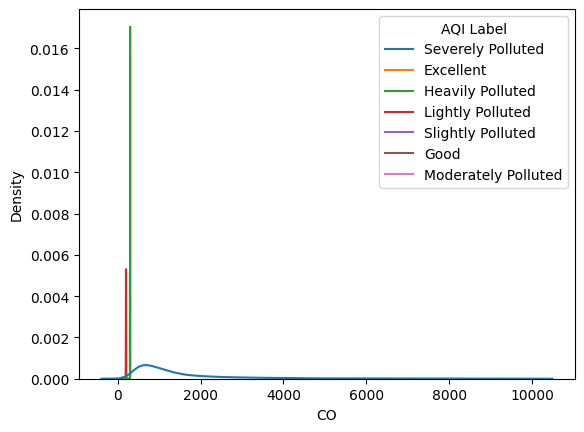 AQI Label
Severely Polluted
Excellent
Heavily Polluted
Lightly Polluted
Slightly Polluted
Good
Moderately Polluted
0.016
0.014
0.012
0.010
0.008
0.006
0.004
0.002
0.000
Density
0 2000 4000 6000 8000 10000
CO